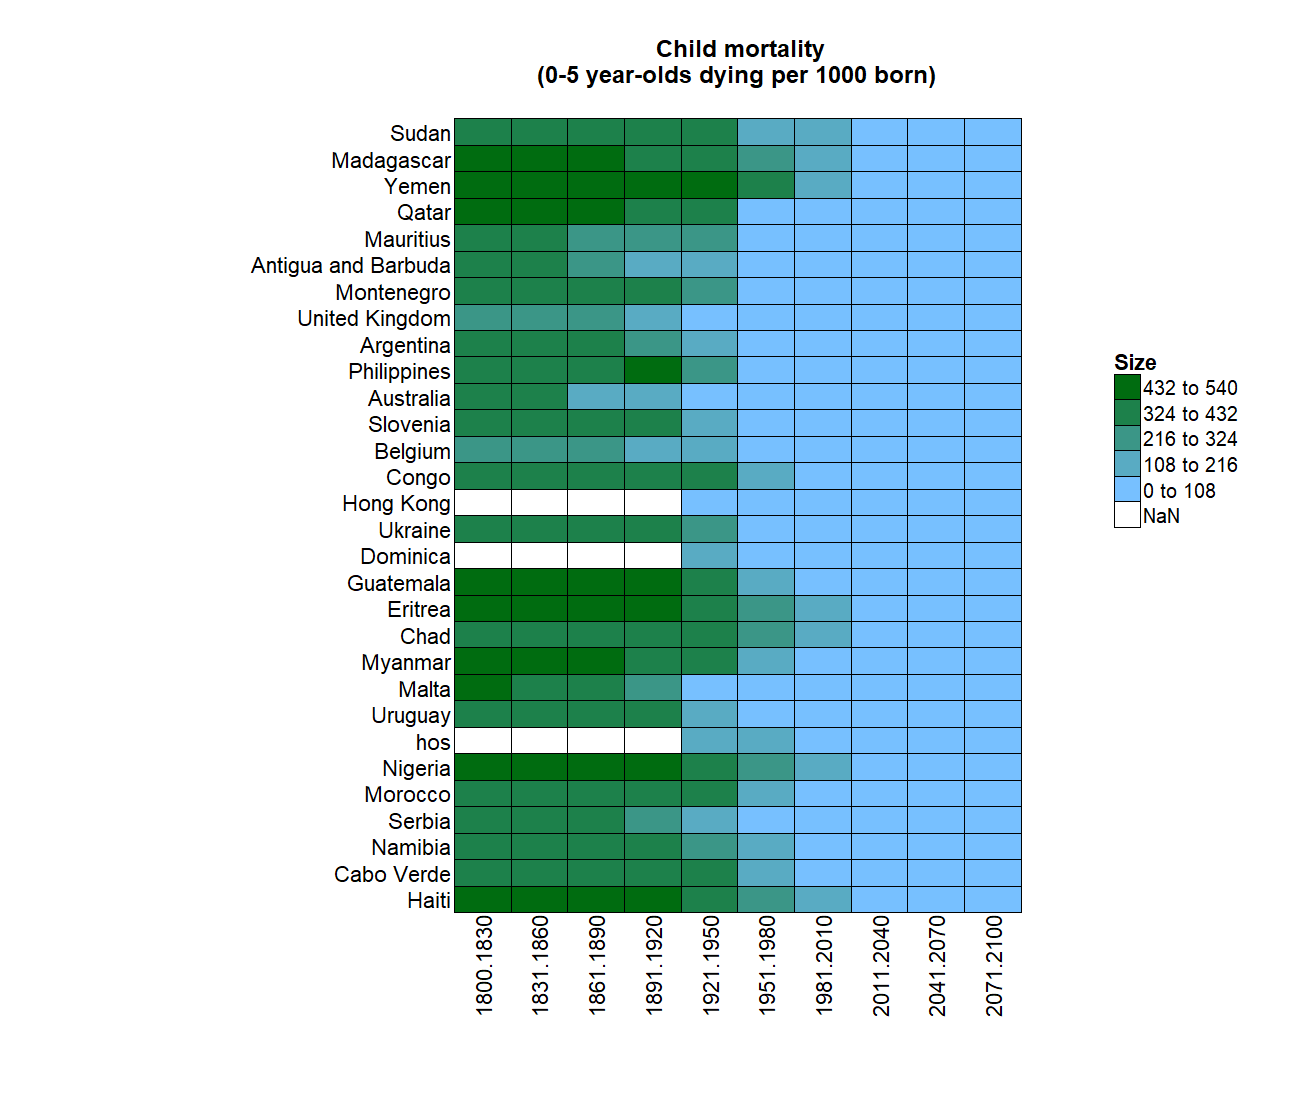 Child mortality
(0-5 year-olds dying per 1000 born)
Sudan
Madagascar
Yemen
Qatar
Mauritius
Antigua and Barbuda
Montenegro
United Kingdom
Argentina
Philippines
Australia
Slovenia
Belgium
Congo
Hong Kong
Ukraine
Dominica
Guatemala
Eritrea
Chad
Myanmar
Malta
Uruguay
hos
Nigeria
Morocco
Serbia
Namibia
Cabo Verde
Haiti
1800.1830
1831.1860
1861.1890
1891.1920
1921.1950
1951.1980
1981.2010
2011.2040
2041.2070
2071.2100
Size
432 to 540
324 to 432
216 to 324
108 to 216
0 to 108
NaN